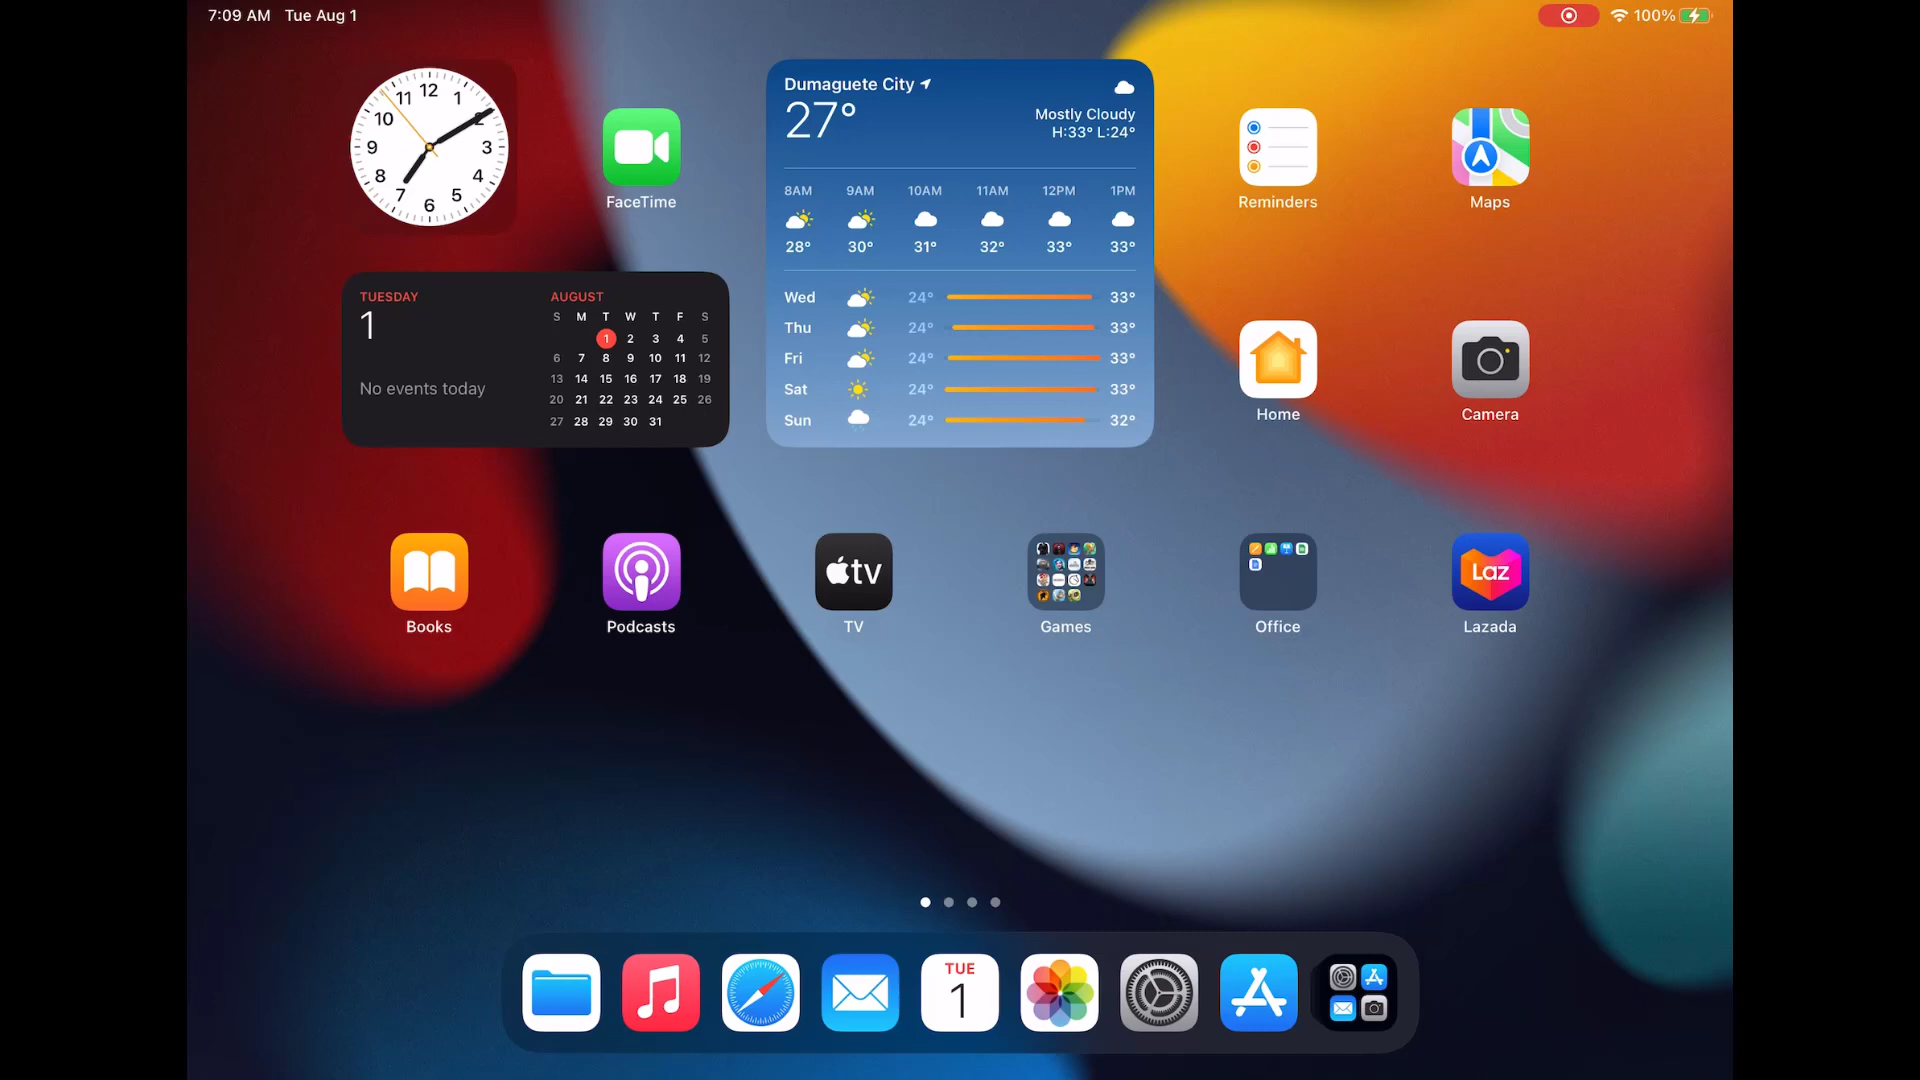 7:09 AM Tue Aug 1
100%
12
1
2
3
4
5
6
7
8
9
10
11
FaceTime
Dumaguete City
27°
Mostly Cloudy
H:33° L:24°
8AM 9AM 10AM 11AM 12PM 1PM
28° 30° 31° 32° 33° 33°
Wed 24° 33°
Thu 24° 33°
Fri 24° 33°
Sat 24° 33°
Sun 24° 32°
Reminders
Maps
TUESDAY
1
No events today
AUGUST
S M T W T F S
1 2 3 4 5
6 7 8 9 10 11 12
13 14 15 16 17 18 19
20 21 22 23 24 25 26
27 28 29 30 31
Home
Camera
Books
Podcasts
tv
TV
Games
Office
Laz
Lazada
TUE
1